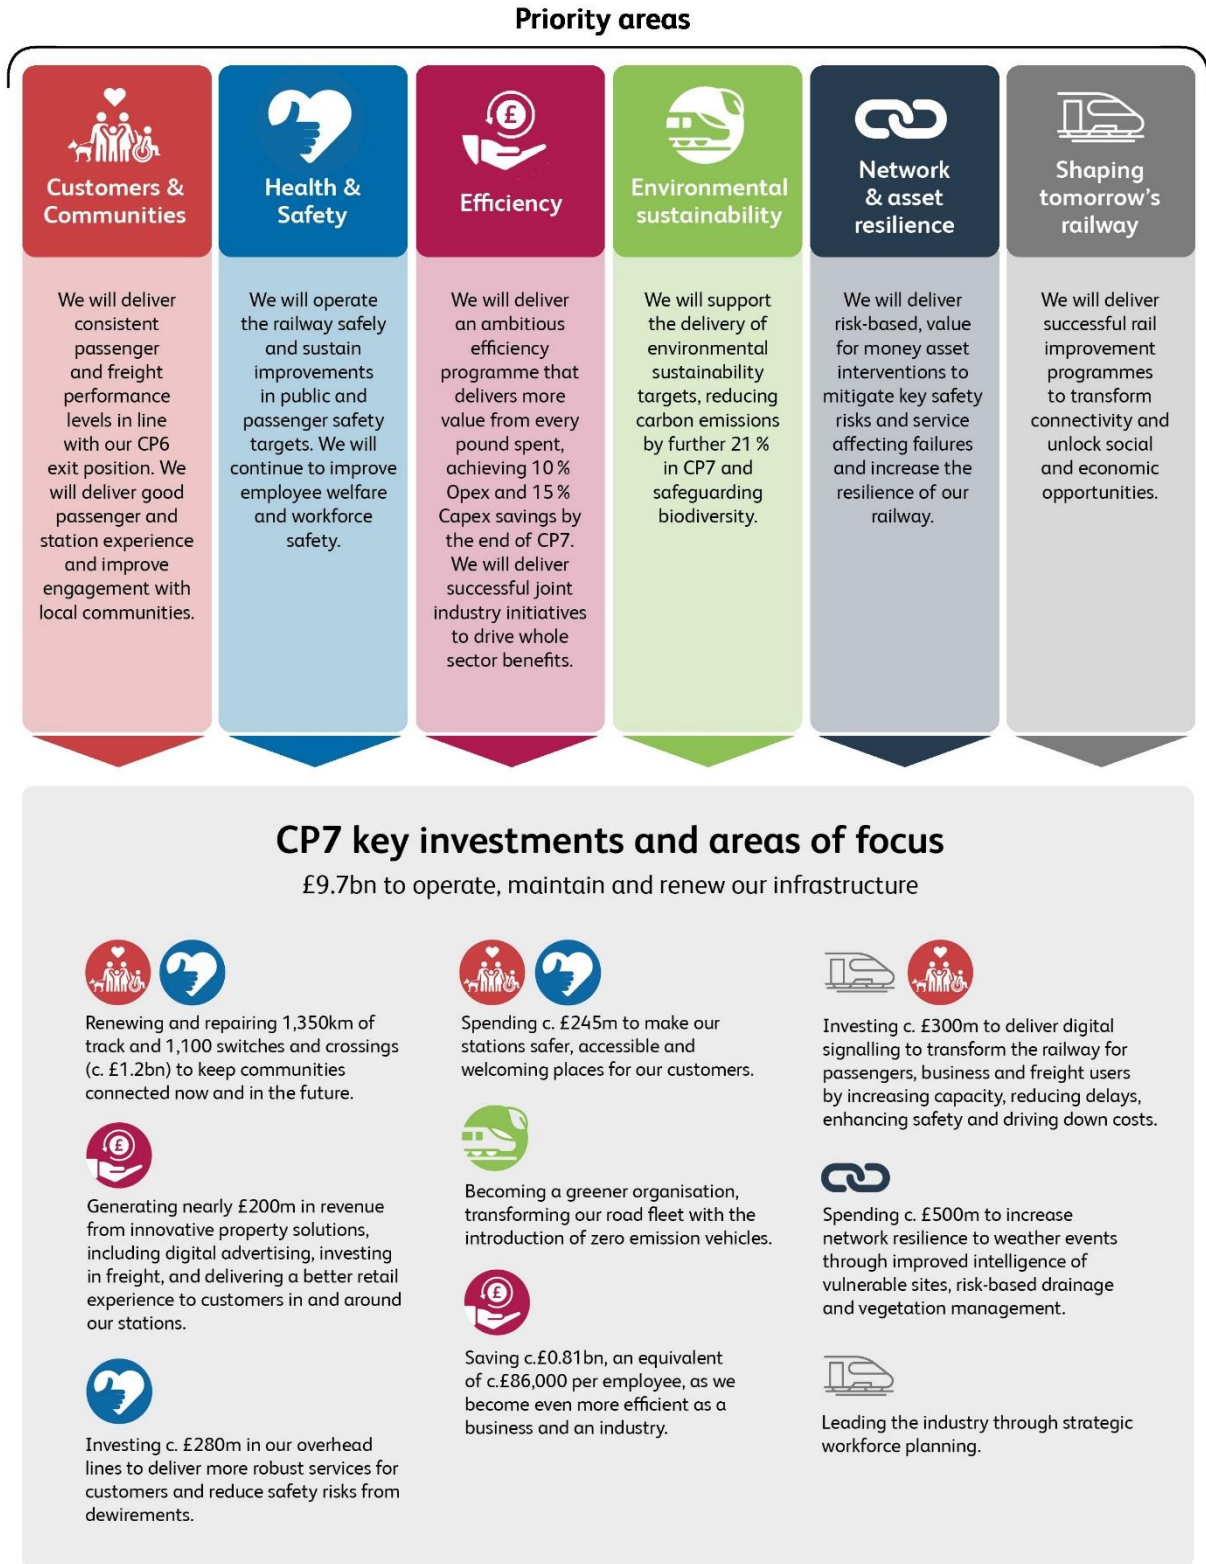 Priority areas
Customers &
Communities
We will deliver
consistent
passenger
and freight
performance
levels in line
with our CP6
exit position. We
will deliver good
passenger and
station experience
and improve
engagement with
local communities.
Health &
Safety
We will operate
the railway safely
and sustain
improvements
in public and
passenger safety
targets. We will
continue to improve
employee welfare
and workforce
safety.
£
Efficiency
We will deliver
an ambitious
efficiency
programme that
delivers more
value from every
pound spent,
achieving 10%
Opex and 15%
Capex savings by
the end of CP7.
We will deliver
successful joint
industry initiatives
to drive whole
sector benefits.
Environmental
sustainability
We will support
the delivery of
environmental
sustainability
targets, reducing
carbon emissions
by further 21%
in CP7 and
safeguarding
biodiversity.
Network
& asset
resilience
We will deliver
risk-based, value
for money asset
interventions to
mitigate key safety
risks and service
affecting failures
and increase the
resilience of our
railway.
Shaping
tomorrow's
railway
We will deliver
successful rail
improvement
programmes
to transform
connectivity and
unlock social
and economic
opportunities.
CP7 key investments and areas of focus
£9.7bn to operate, maintain and renew our infrastructure
Renewing and repairing 1,350km of
track and 1,100 switches and crossings
(c. £1.2bn) to keep communities
connected now and in the future.
£
Generating nearly £200m in revenue
from innovative property solutions,
including digital advertising, investing
in freight, and delivering a better retail
experience to customers in and around
our stations.
Investing c. £280m in our overhead
lines to deliver more robust services for
customers and reduce safety risks from
dewirements.
Spending c. £245m to make our
stations safer, accessible and
welcoming places for our customers.
Becoming a greener organisation,
transforming our road fleet with the
introduction of zero emission vehicles.
£
Saving c.£0.81bn, an equivalent
of c.£86,000 per employee, as we
become even more efficient as a
business and an industry.
Investing c. £300m to deliver digital
signalling to transform the railway for
passengers, business and freight users
by increasing capacity, reducing delays,
enhancing safety and driving down costs.
Spending c. £500m to increase
network resilience to weather events
through improved intelligence of
vulnerable sites, risk-based drainage
and vegetation management.
Leading the industry through strategic
workforce planning.